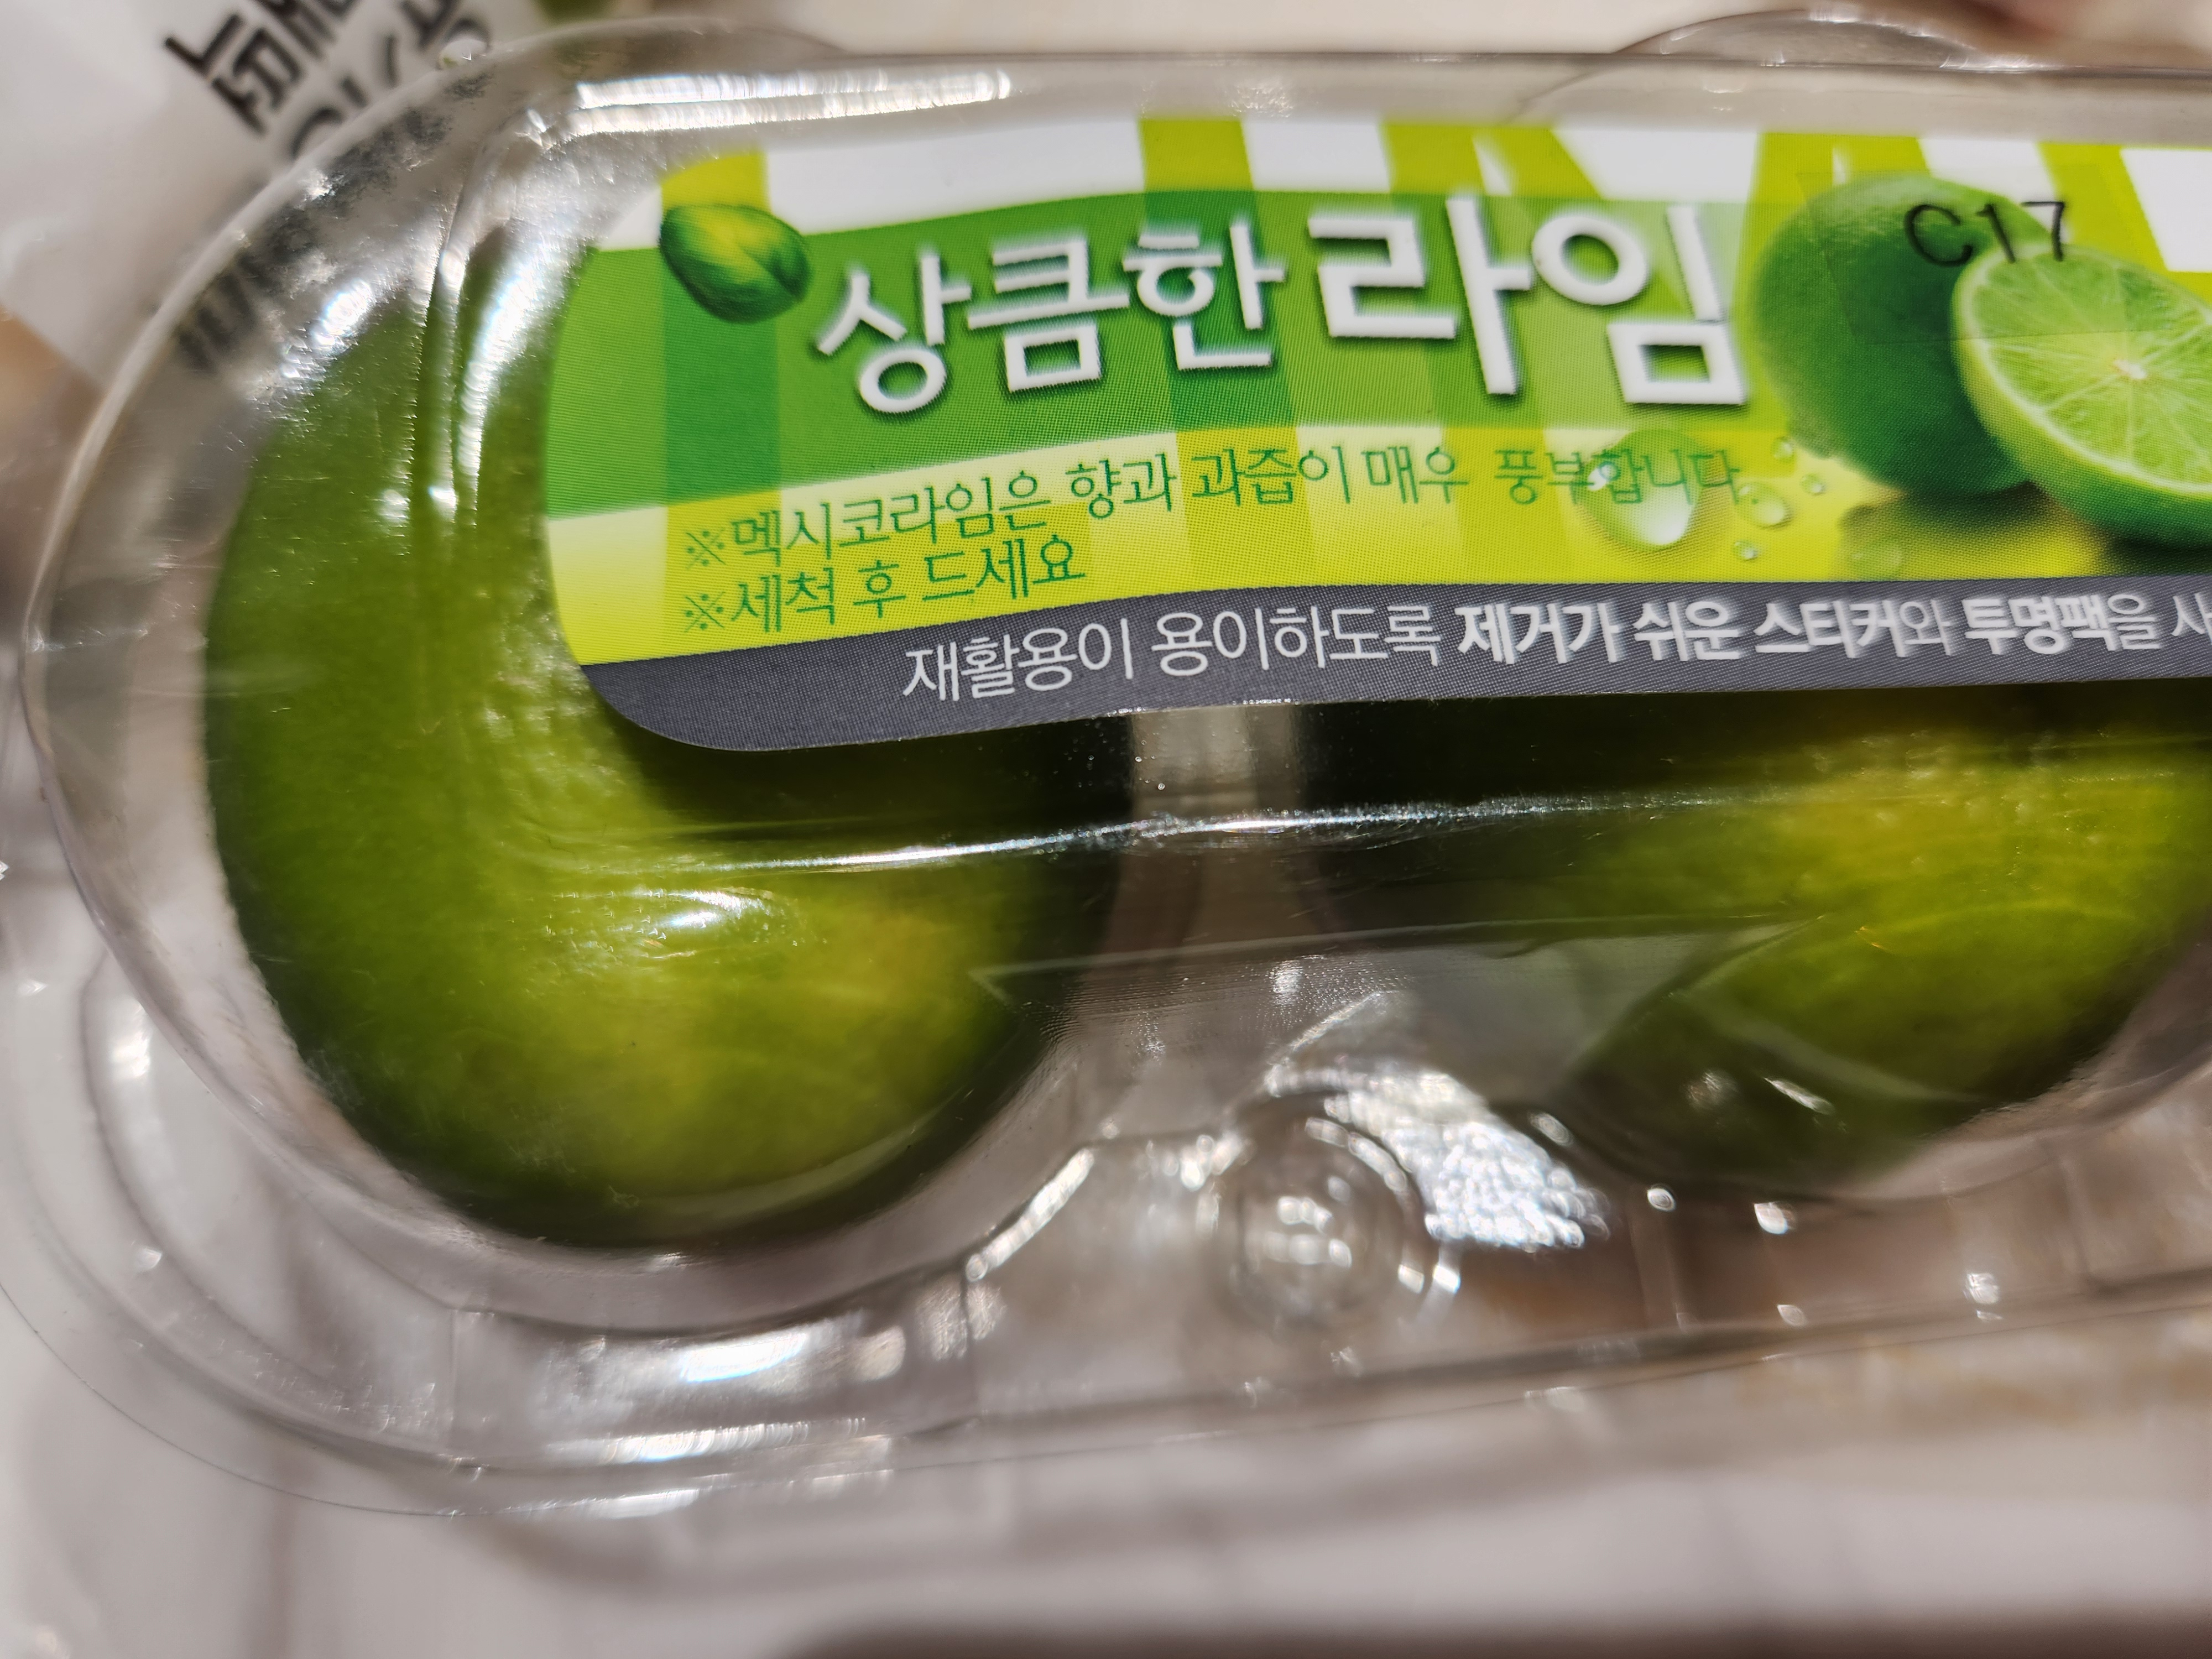 상큼한 라임
C17
※멕시코라임은 향과 과즙이 매우 풍부합니다.
※세척 후 드세요
재활용이 용이하도록 제거가 쉬운 스티커와 투명팩을 사